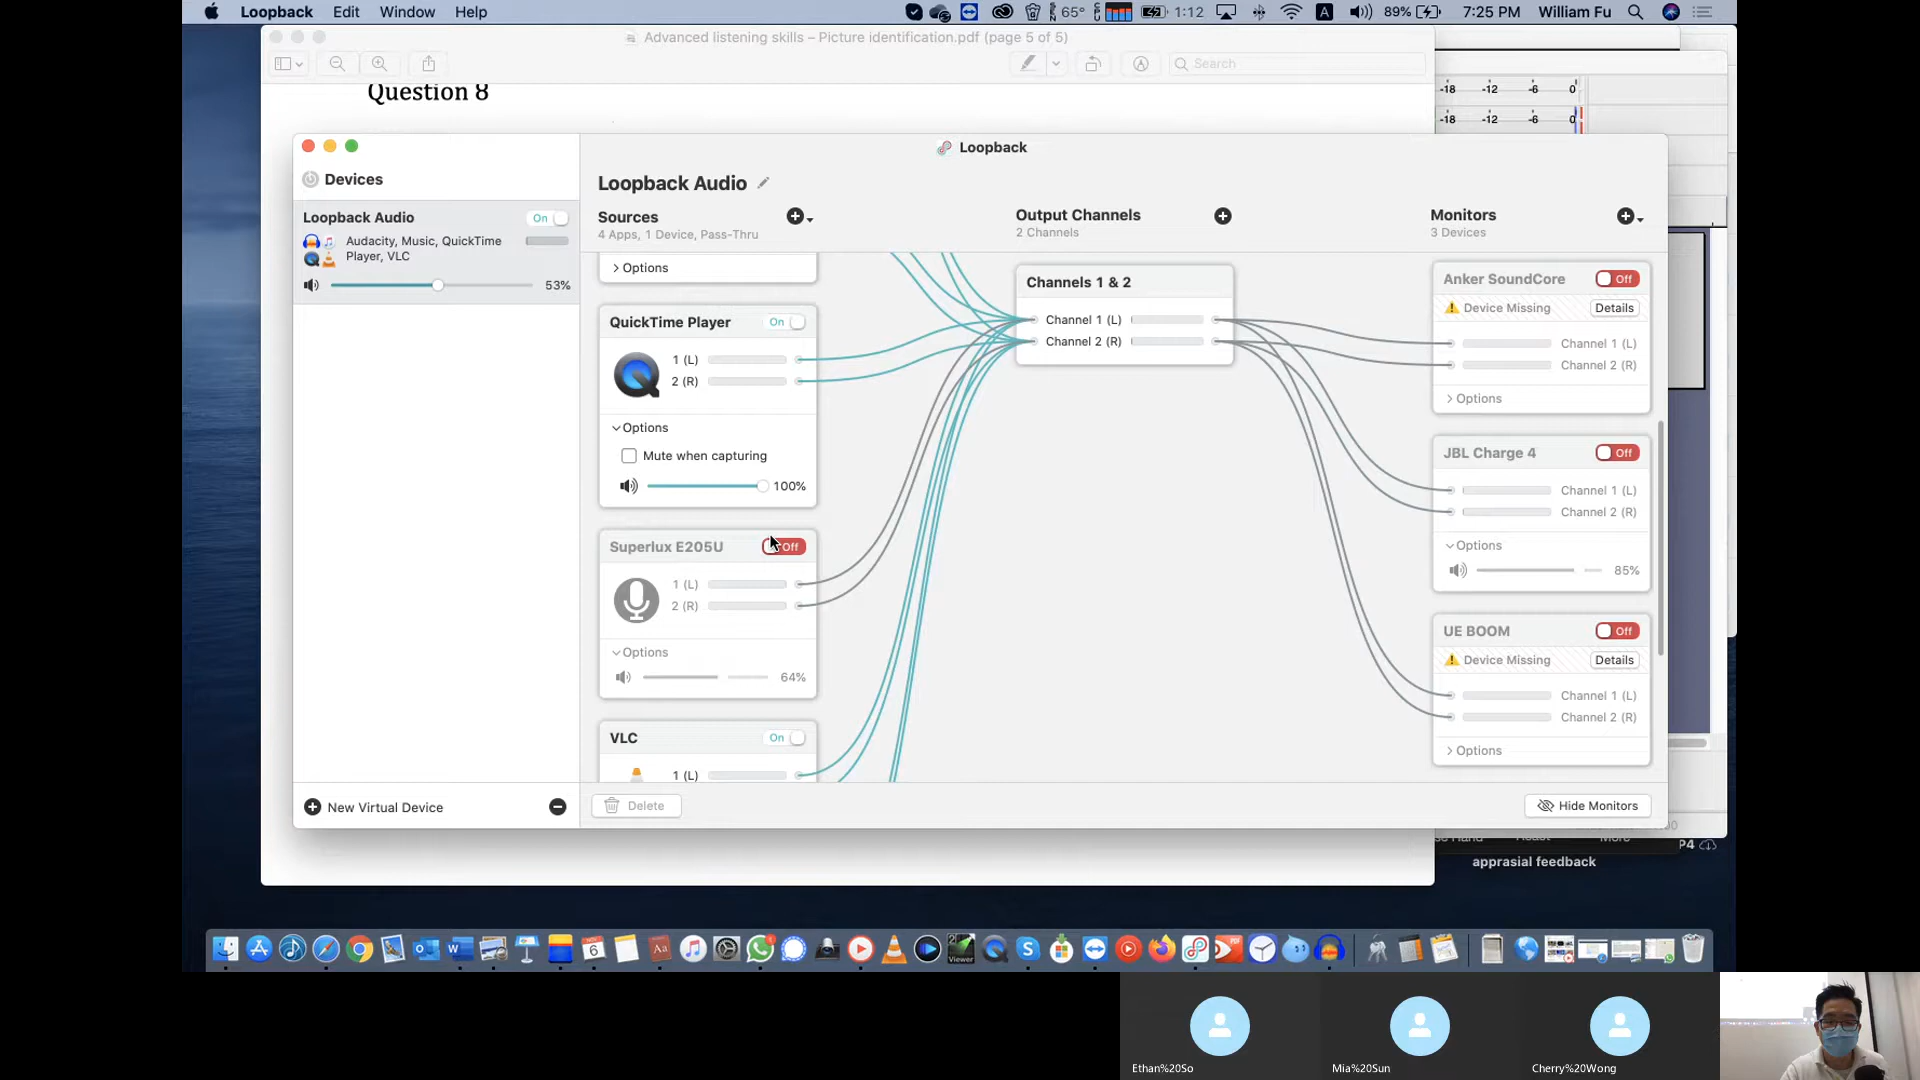 Loopback Edit Window Help
65° 1:12 A 89% 7:25 PM William Fu
Advanced listening skills – Picture identification.pdf (page 5 of 5)
Search
Question 8
-18 -12 -6 0
-18 -12 -6 0
Loopback
Devices
Loopback Audio
On
Audacity, Music, QuickTime
Player, VLC
53%
New Virtual Device
Loopback Audio
Sources
4 Apps, 1 Device, Pass-Thru
Options
QuickTime Player On
1 (L)
2 (R)
Options
Mute when capturing
100%
Superlux E205U Off
1 (L)
2 (R)
Options
64%
VLC On
1 (L)
Delete
Output Channels
2 Channels
Channels 1 & 2
Channel 1 (L)
Channel 2 (R)
Monitors
3 Devices
Anker SoundCore Off
Device Missing Details
Channel 1 (L)
Channel 2 (R)
Options
JBL Charge 4 Off
Channel 1 (L)
Channel 2 (R)
Options
85%
UE BOOM Off
Device Missing Details
Channel 1 (L)
Channel 2 (R)
Options
Hide Monitors
P4
apprasial feedback
Ethan%20So
Mia%20Sun
Cherry%20Wong